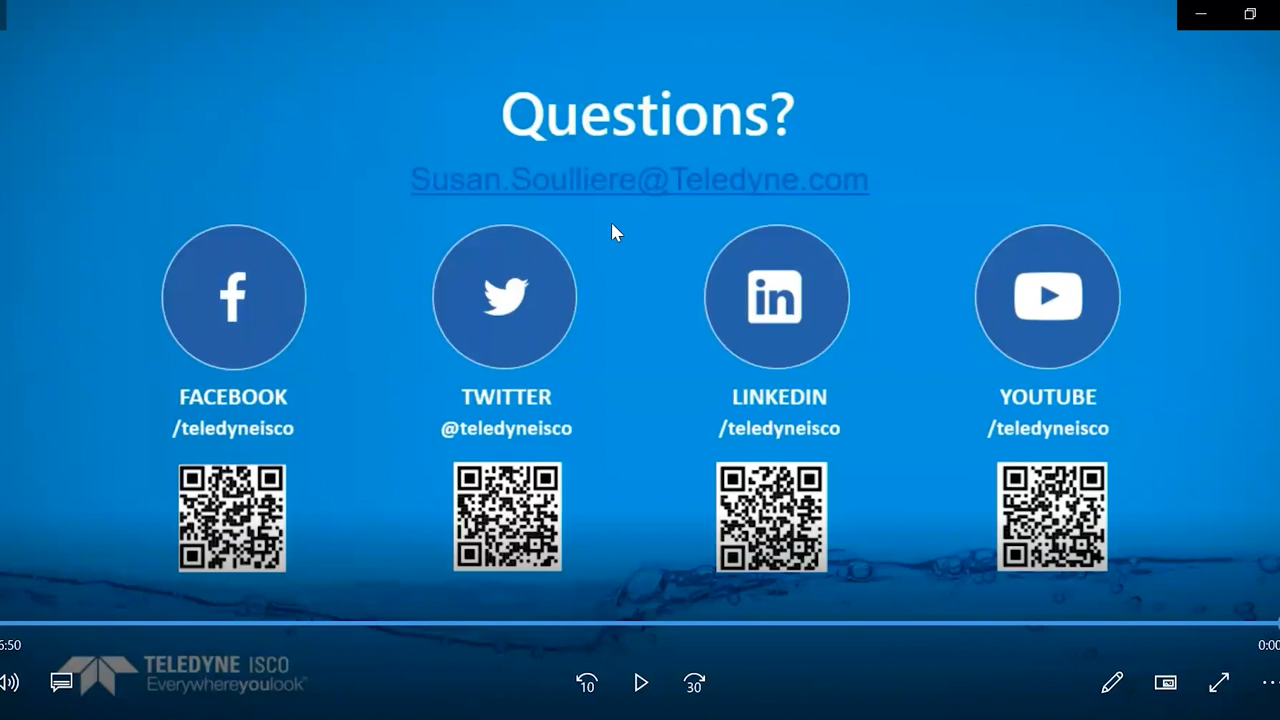 Questions?
Susan.Soulliere@Teledyne.com
f
in
FACEBOOK
TWITTER
LINKEDIN
YOUTUBE
/teledyneisco
@teledyneisco
/teledyneisco
/teledyneisco
6:50
0:00
TELEDYNE ISCO
Everywhereyoulook
10
30